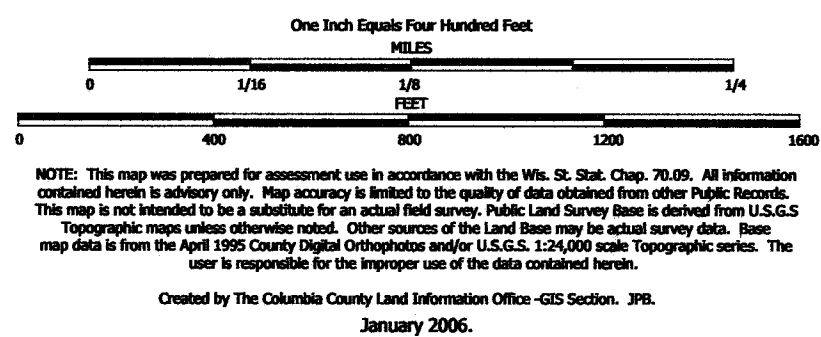 One Inch Equals Four Hundred Feet
MILES
0 1/16 1/8 1/4
FEET
0 400 800 1200 1600
NOTE: This map was prepared for assessment use in accordance with the Wis. St. Stat. Chap. 70.09. All information
contained herein is advisory only. Map accuracy is limited to the quality of data obtained from other Public Records.
This map is not intended to be a substitute for an actual field survey. Public Land Survey Base is derived from U.S.G.S
Topographic maps unless otherwise noted. Other sources of the Land Base may be actual survey data. Base
map data is from the April 1995 County Digital Orthophotos and/or U.S.G.S. 1:24,000 scale Topographic series. The
user is responsible for the improper use of the data contained herein.
Created by The Columbia County Land Information Office -GIS Section. JPB.
January 2006.